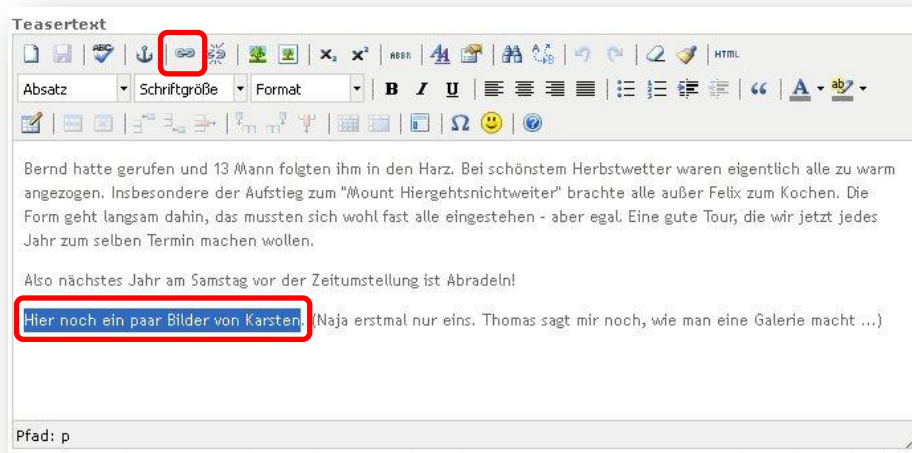 Teasertext
ABC ABBR HTML
Absatz Schriftgröße Format B I U “ A ab
Ω
Bernd hatte gerufen und 13 Mann folgten ihm in den Harz. Bei schönstem Herbstwetter waren eigentlich alle zu warm
angezogen. Insbesondere der Aufstieg zum "Mount Hiergehtsnichtweiter" brachte alle außer Felix zum Kochen. Die
Form geht langsam dahin, das mussten sich wohl fast alle eingestehen - aber egal. Eine gute Tour, die wir jetzt jedes
Jahr zum selben Termin machen wollen.
Also nächstes Jahr am Samstag vor der Zeitumstellung ist Abradeln!
Hier noch ein paar Bilder von Karsten. (Naja erstmal nur eins. Thomas sagt mir noch, wie man eine Galerie macht ...)
Pfad: p